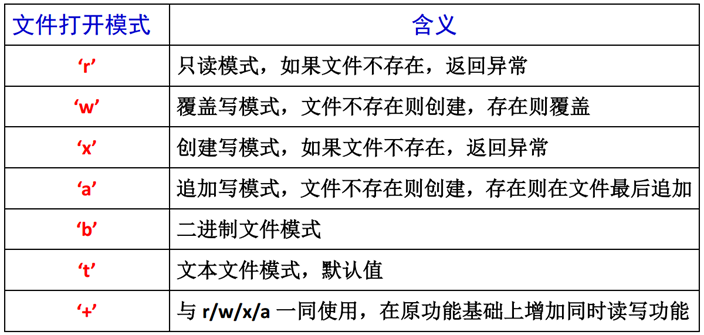 文件打开模式 含义
‘r’ 只读模式，如果文件不存在，返回异常
‘w’ 覆盖写模式，文件不存在则创建，存在则覆盖
‘x’ 创建写模式，如果文件不存在，返回异常
‘a’ 追加写模式，文件不存在则创建，存在则在文件最后追加
‘b’ 二进制文件模式
‘t’ 文本文件模式，默认值
‘+’ 与 r/w/x/a 一同使用，在原功能基础上增加同时读写功能